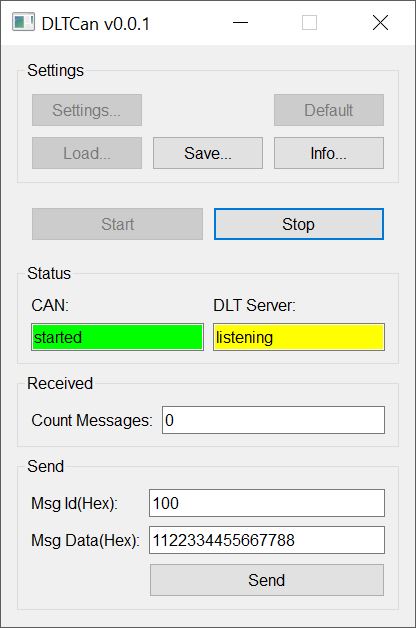 DLTCan v0.0.1
Settings
Settings... Default
Load... Save... Info...
Start Stop
Status
CAN: DLT Server:
started listening
Received
Count Messages: 0
Send
Msg Id(Hex): 100
Msg Data(Hex): 1122334455667788
Send